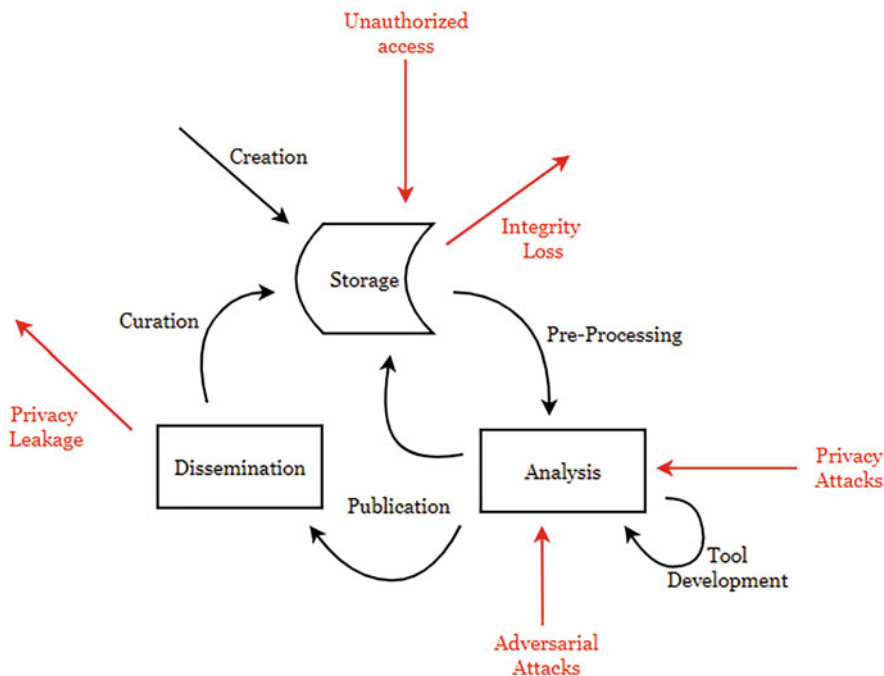 Unauthorized
access
Creation
Integrity
Loss
Storage
Curation
Pre-Processing
Privacy
Leakage
Dissemination
Publication
Analysis
Privacy
Attacks
Tool
Development
Adversarial
Attacks